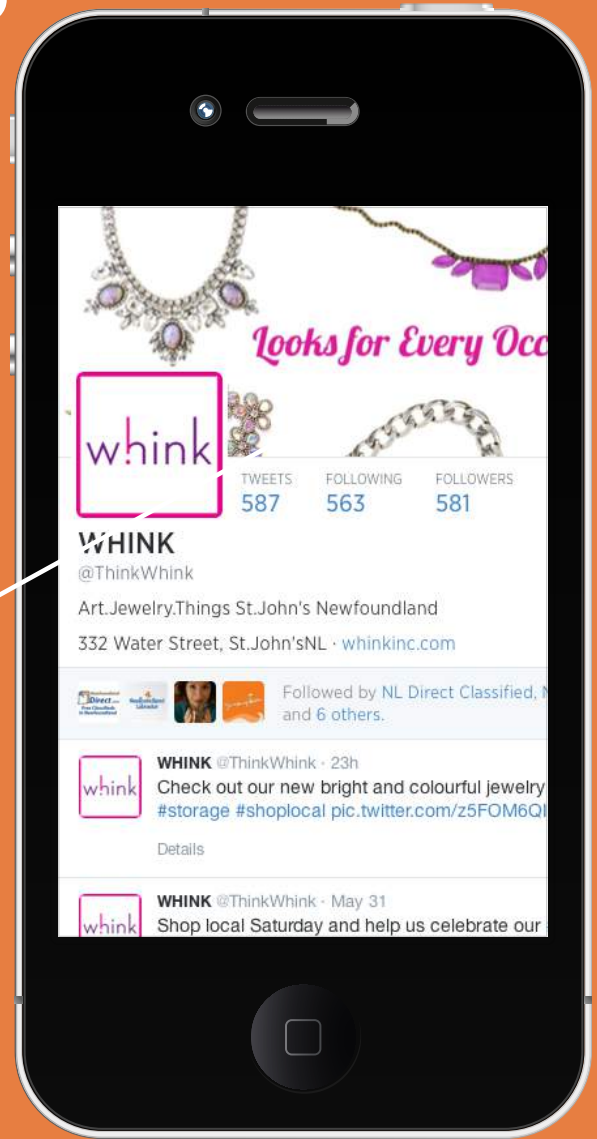 Looks for Every Occ
whink
TWEETS FOLLOWING FOLLOWERS
587 563 581
WHINK
@ThinkWhink
Art.Jewelry.Things St.John's Newfoundland
332 Water Street, St.John'sNL · whinkinc.com
Direct
Followed by NL Direct Classified,
and 6 others.
WHINK @ThinkWhink · 23h
whink
Check out our new bright and colourful jewelry
#storage #shoplocal pic.twitter.com/z5FOM6QI
Details
WHINK @ThinkWhink · May 31
whink
Shop local Saturday and help us celebrate our